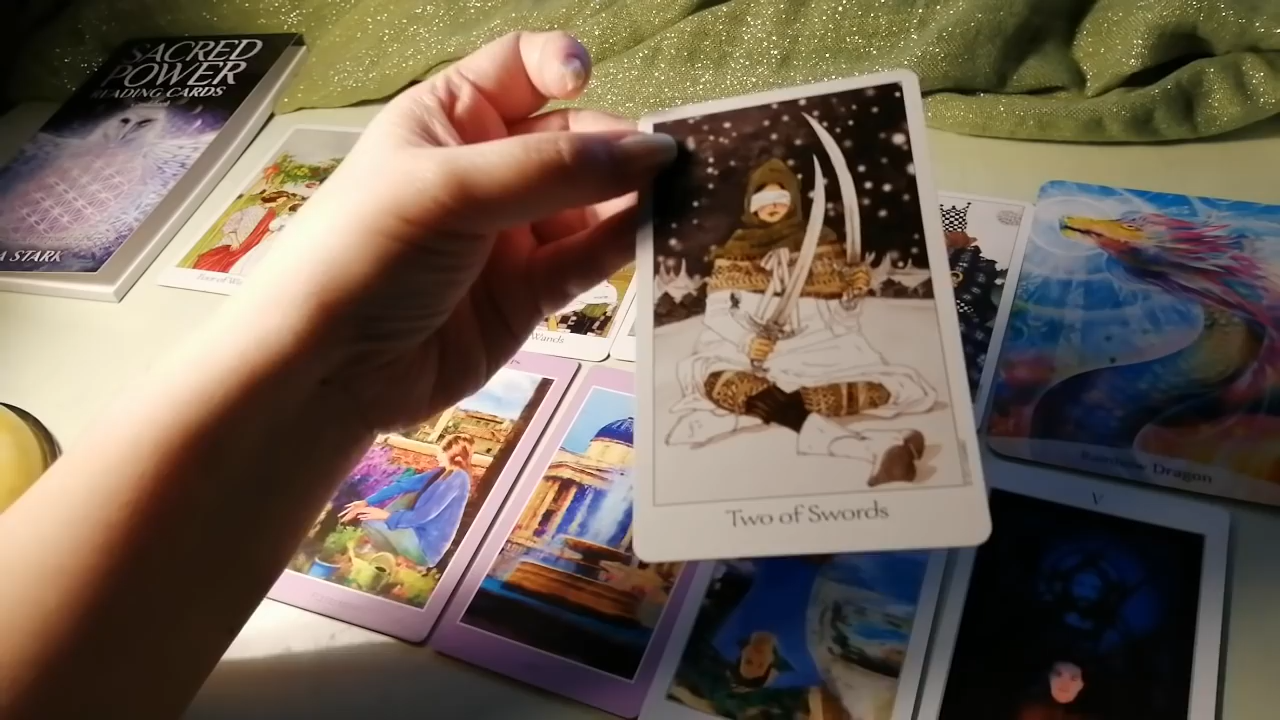 SACRED
POWER
READING CARDS
A STARK
Wands
Two of Swords
Rainbow Dragon
V